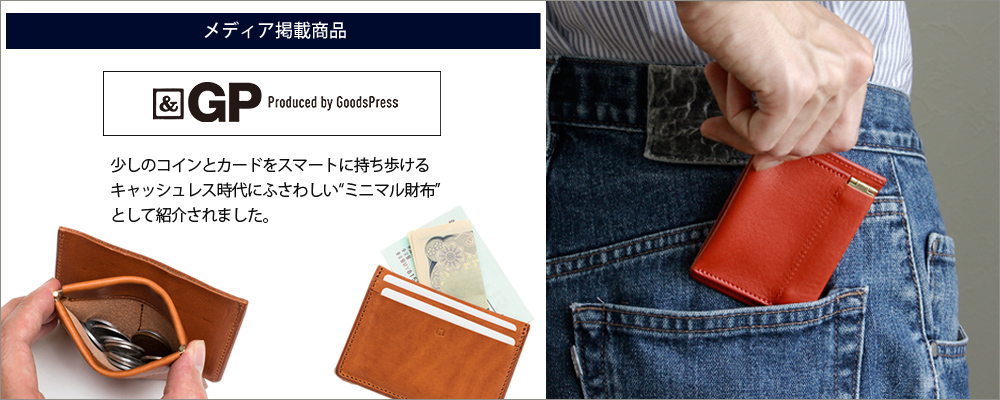 メディア掲載商品
& GP Produced by GoodsPress
少しのコインとカードをスマートに持ち歩ける
キャッシュレス時代にふさわしい“ミニマル財布”
として紹介されました。